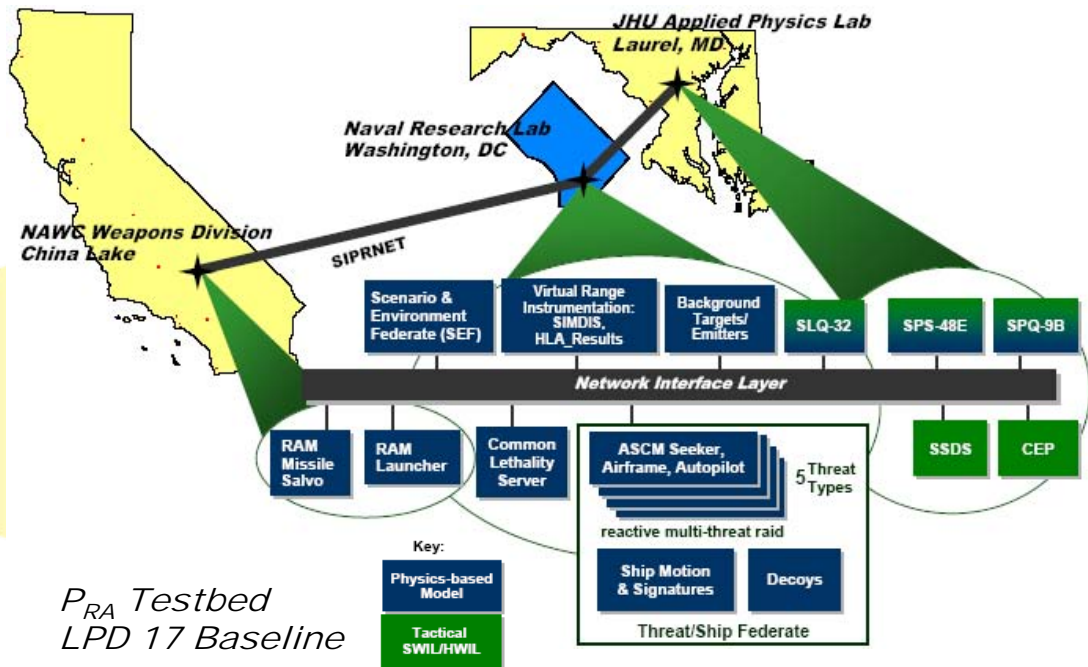 JHU Applied Physics Lab
Laurel, MD
Naval Research Lab
Washington, DC
NAWC Weapons Division
China Lake
SIPRNET
Scenario &
Environment
Federate (SEF)
Virtual Range
Instrumentation:
SIMDIS,
HLA_Results
Background
Targets/
Emitters
SLQ-32
SPS-48E
SPQ-9B
Network Interface Layer
RAM
Missile
Salvo
RAM
Launcher
Common
Lethality
Server
ASCM Seeker,
Airframe, Autopilot
5 Threat
Types
reactive multi-threat raid
SSDS
CEP
Ship Motion
& Signatures
Decoys
Threat/Ship Federate
Key:
Physics-based
Model
Tactical
SWIL/HWIL
PRA Testbed
LPD 17 Baseline